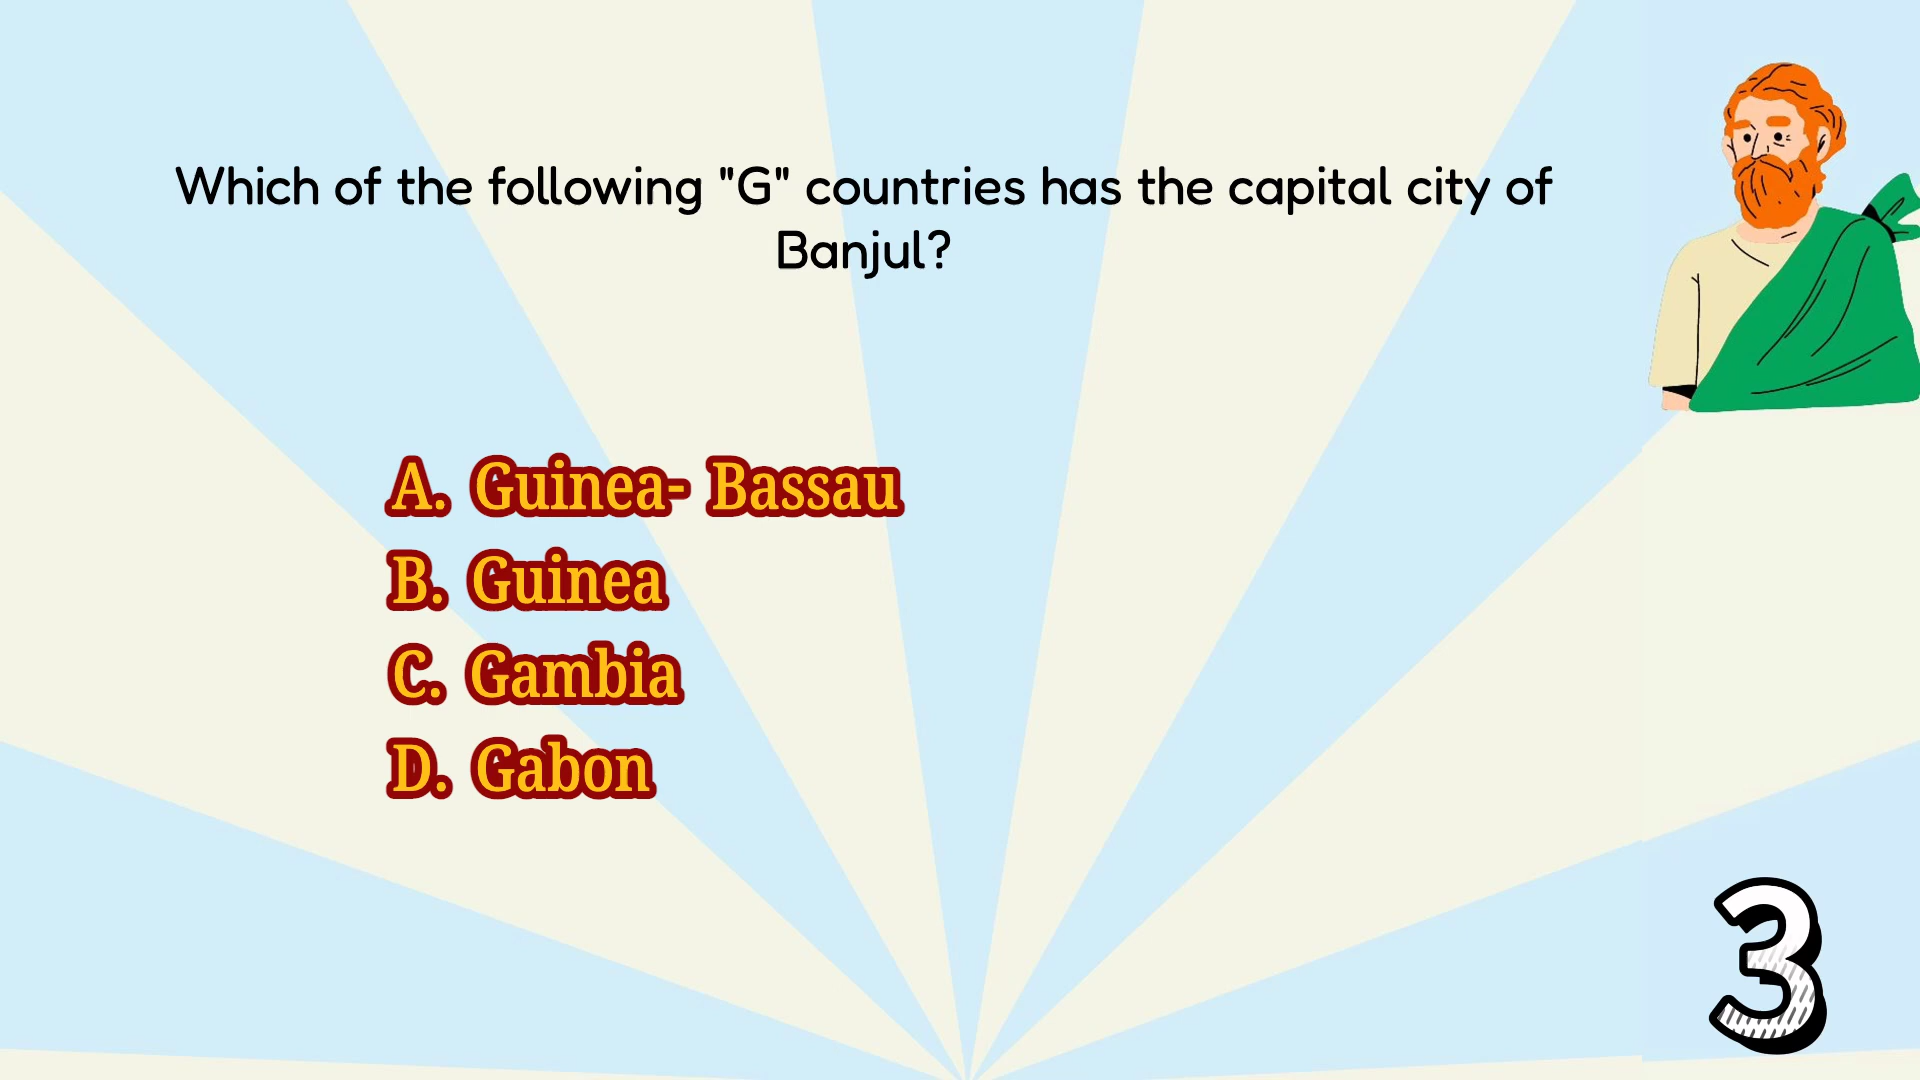 Which of the following "G" countries has the capital city of
Banjul?
A. Guinea- Bassau
B. Guinea
C. Gambia
D. Gabon
3